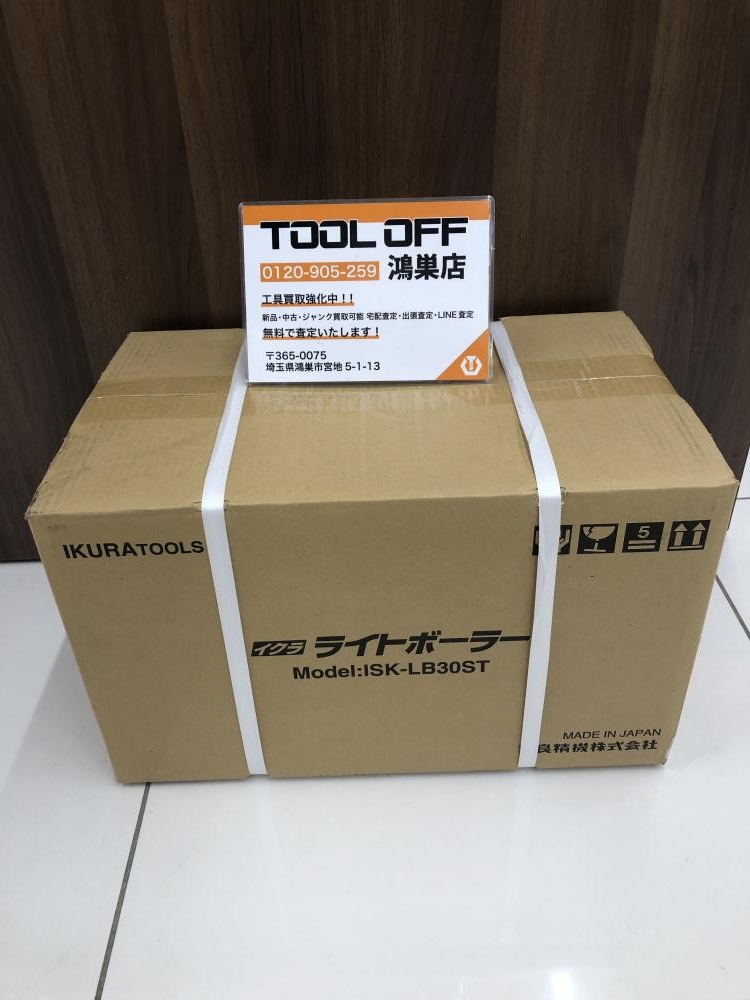 TOOL OFF
0120-905-259 鴻巣店
工具買取強化中!!
新品・中古・ジャンク買取可能 宅配査定・出張査定・LINE査定
無料で査定いたします!
〒365-0075
埼玉県鴻巣市宮地 5-1-13
IKURATOOLS
5
イクラ ライトボーラー
Model:ISK-LB30ST
MADE IN JAPAN
良精機株式会社